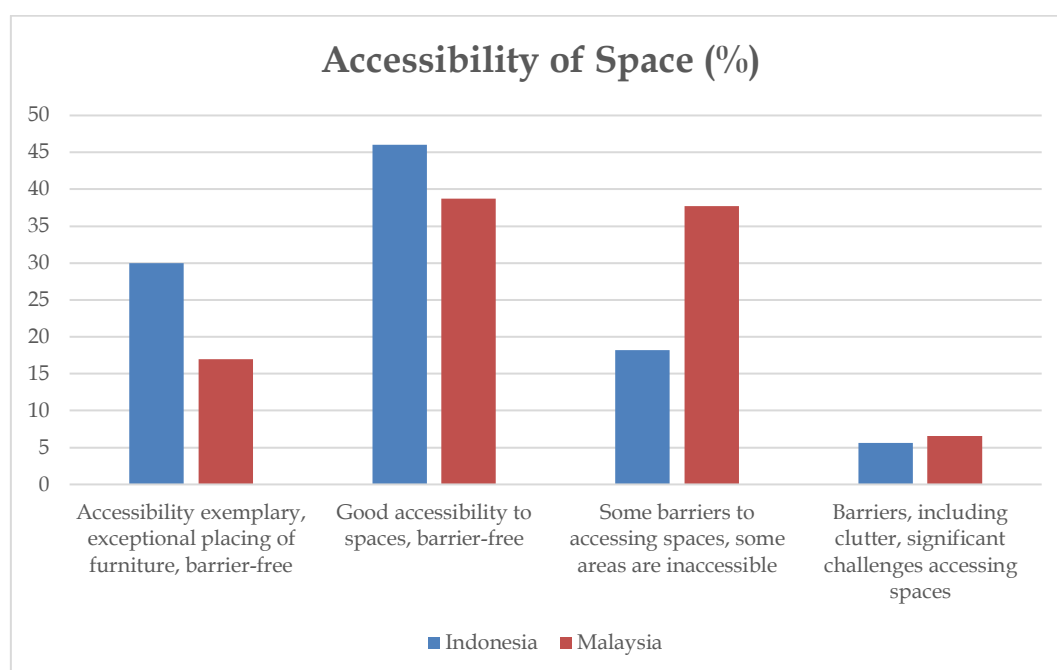 Accessibility of Space (%)
50
45
40
35
30
25
20
15
10
5
0
Accessibility exemplary,
exceptional placing of
furniture, barrier-free
Good accessibility to
spaces, barrier-free
Some barriers to
accessing spaces, some
areas are inaccessible
Barriers, including
clutter, significant
challenges accessing
spaces
Indonesia
Malaysia